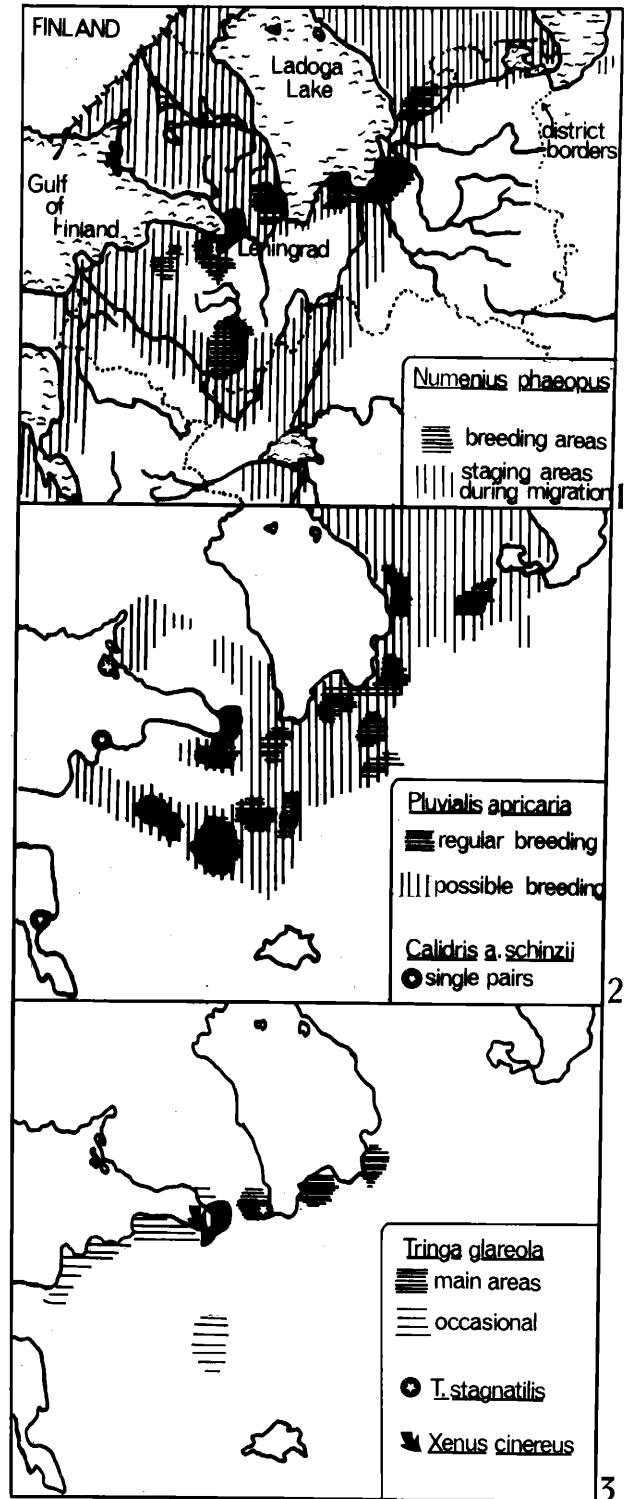 FINLAND
Ladoga
Lake
district
borders
Gulf
of
Finland
Leningrad
Numenius phaeopus
breeding areas
staging areas
during migration
1
Pluvialis apricaria
regular breeding
possible breeding
Calidris a. schinzii
single pairs
2
Tringa glareola
main areas
occasional
T. stagnatilis
Xenus cinereus
3